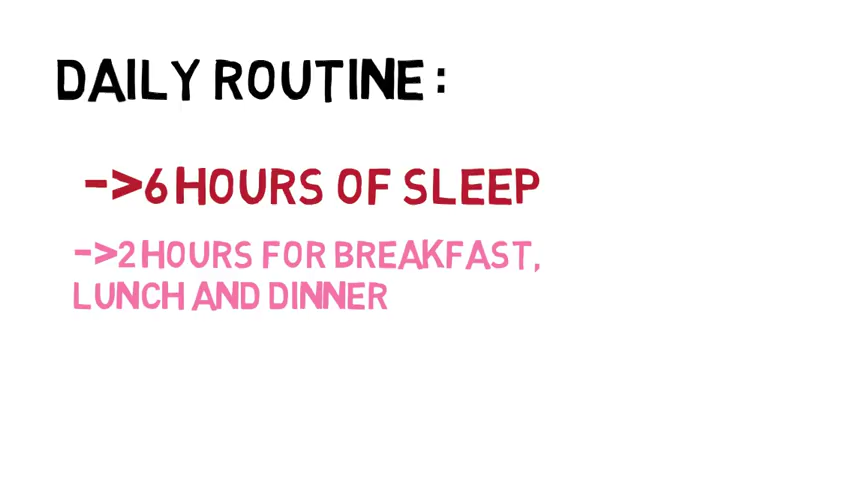 DAILY ROUTINE :
->6 HOURS OF SLEEP
->2 HOURS FOR BREAKFAST,
LUNCH AND DINNER